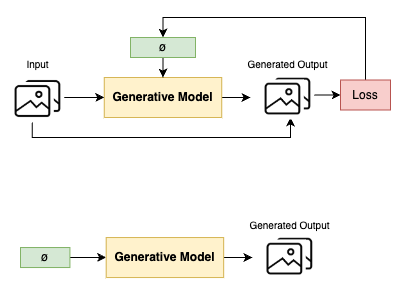 ø
Input
Generated Output
Generative Model
Loss
Generated Output
ø
Generative Model